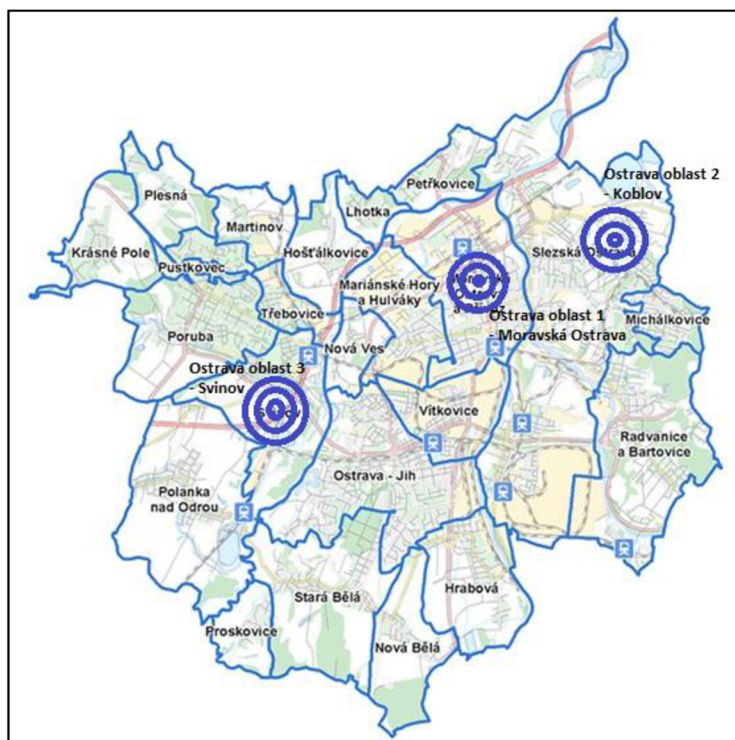 Ostrava oblast 2
- Koblov
Petřkovice
Plesná
Lhotka
Martinov
Krásné Pole
Hošťálkovice
Slezská Ostrava
Pustkovec
Mariánské Hory
a Hulváky
Třebovice
Ostrava oblast 1
- Moravská Ostrava
Michálkovice
Poruba
Nová Ves
Ostrava oblast 3
- Svinov
Vítkovice
Svinov
Radvanice
a Bartovice
Ostrava - Jih
Polanka
nad Odrou
Hrabová
Stará Bělá
Proskovice
Nová Bělá